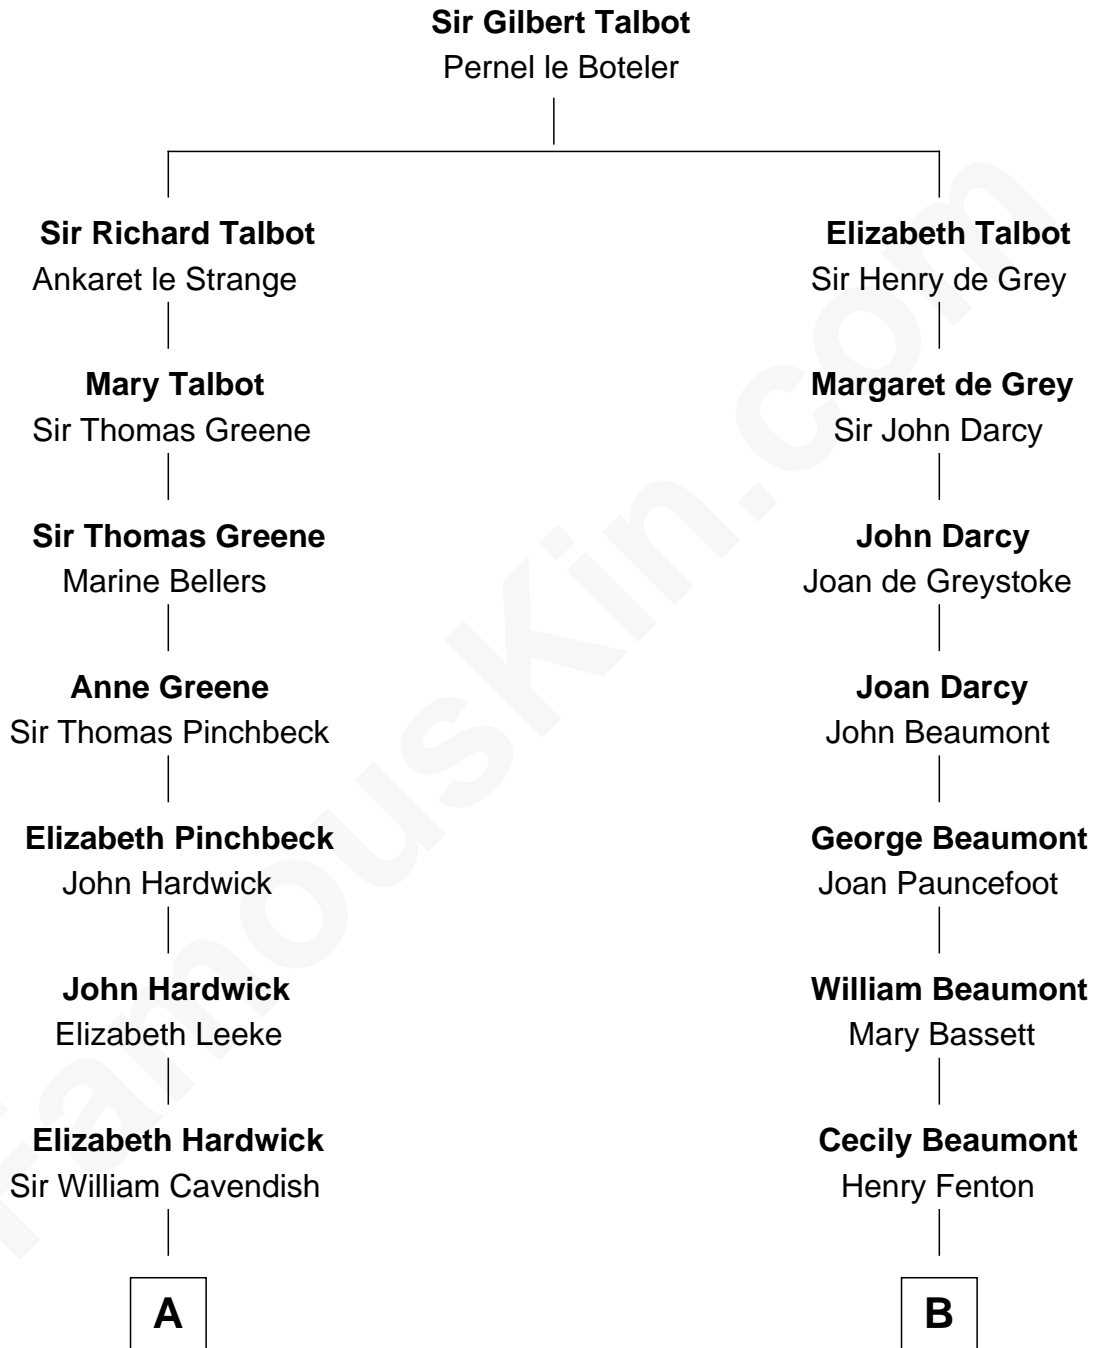 Sir Gilbert Talbot
Pernel le Boteler
Sir Richard Talbot
Ankaret le Strange
Mary Talbot
Sir Thomas Greene
Sir Thomas Greene
Marine Bellers
Anne Greene
Sir Thomas Pinchbeck
Elizabeth Pinchbeck
John Hardwick
John Hardwick
Elizabeth Leeke
Elizabeth Hardwick
Sir William Cavendish
A
Elizabeth Talbot
Sir Henry de Grey
Margaret de Grey
Sir John Darcy
John Darcy
Joan de Greystoke
Joan Darcy
John Beaumont
George Beaumont
Joan Pauncefoot
William Beaumont
Mary Bassett
Cecily Beaumont
Henry Fenton
B
FamousKin.com